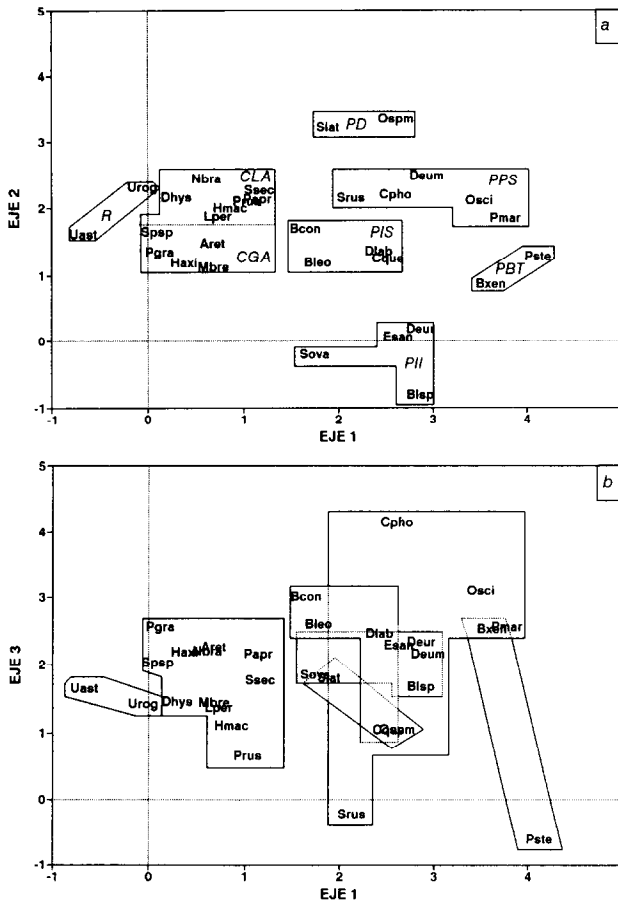 5 a
4
Ospm
Slat PD
3
CLA Deum PPS
Urog Nbra Ssec Cpho
Dhys Prus Papr Srus Osci
EJE 2 2 R Hmac
Lper Pmar
Uast Spsp Bcon PIS
Aret Dlab
Pgra CGA Cque Pste
Haxi Mbre Bleo PBT
1 Bxen
Deur
Esan
0
Sova PII
Blsp
-1
-1 0 1 2 3 4
EJE 1
5 b
4 Cpho
Osci
3 Bcon
Pgra Bleo Pmar
Dlab Bxen
Haxi Nbra Aret Esan Deur
Papr Deum
EJE 3 2 Spsp
Sova Slat
Uast Ssec Blsp
Urog Dhys Mbre
Lper
1 Hmac Cque Ospm
Prus
0
Srus
Pste
-1
-1 0 1 2 3 4
EJE 1